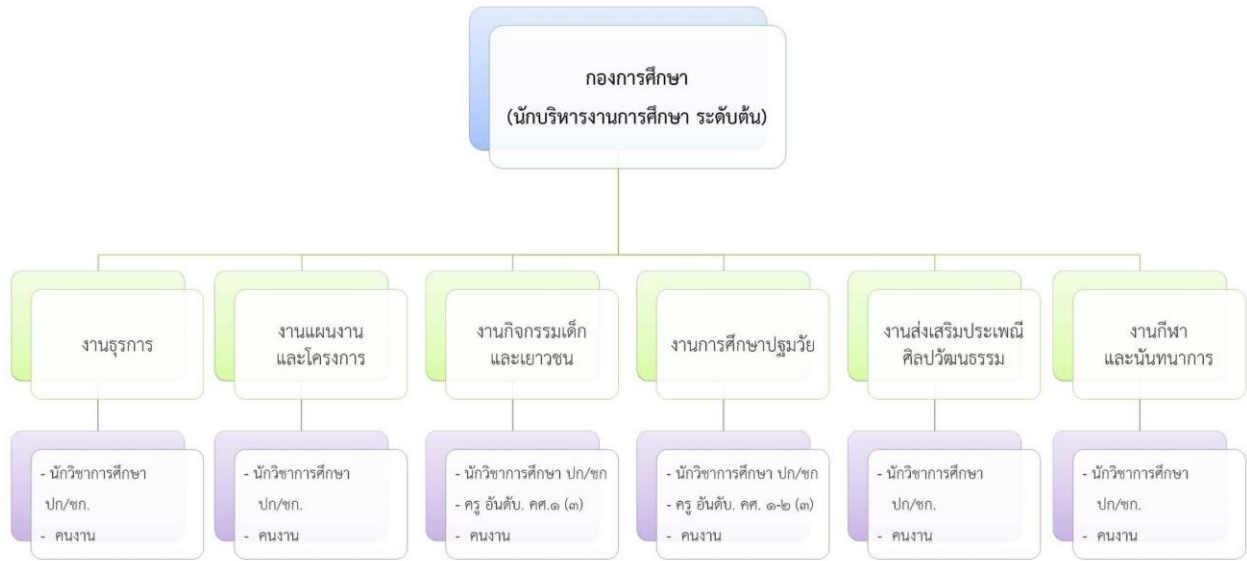 กองการศึกษา
(นักบริหารงานการศึกษา ระดับต้น)
งานธุรการ
งานแผนงาน
และโครงการ
งานกิจกรรมเด็ก
และเยาวชน
งานการศึกษาปฐมวัย
งานส่งเสริมประเพณี
ศิลปวัฒนธรรม
งานกีฬา
และนันทนาการ
- นักวิชาการศึกษา
ปก/ชก.
- คนงาน
- นักวิชาการศึกษา
ปก/ชก.
- คนงาน
- นักวิชาการศึกษา ปก/ชก
- ครู อันดับ. คศ.๑ (๓)
- คนงาน
- นักวิชาการศึกษา ปก/ชก
- ครู อันดับ. คศ. ๑-๒ (๓)
- คนงาน
- นักวิชาการศึกษา
ปก/ชก.
- คนงาน
- นักวิชาการศึกษา
ปก/ชก.
- คนงาน